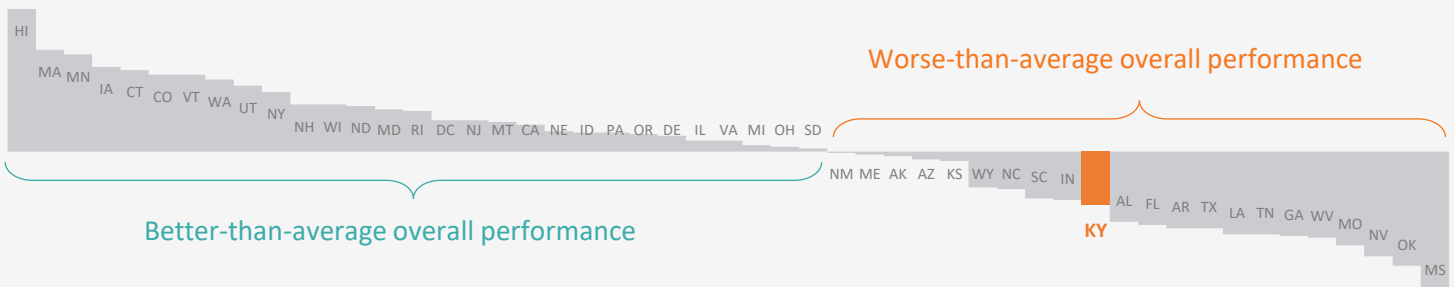 HI
MA MN IA CT CO VT WA UT NY NH WI ND MD RI DC NJ MT CA NE ID PA OR DE IL VA MI OH SD
Worse-than-average overall performance
NM ME AK AZ KS WY NC SC IN KY AL FL AR TX LA TN GA WV MO NV OK MS
Better-than-average overall performance